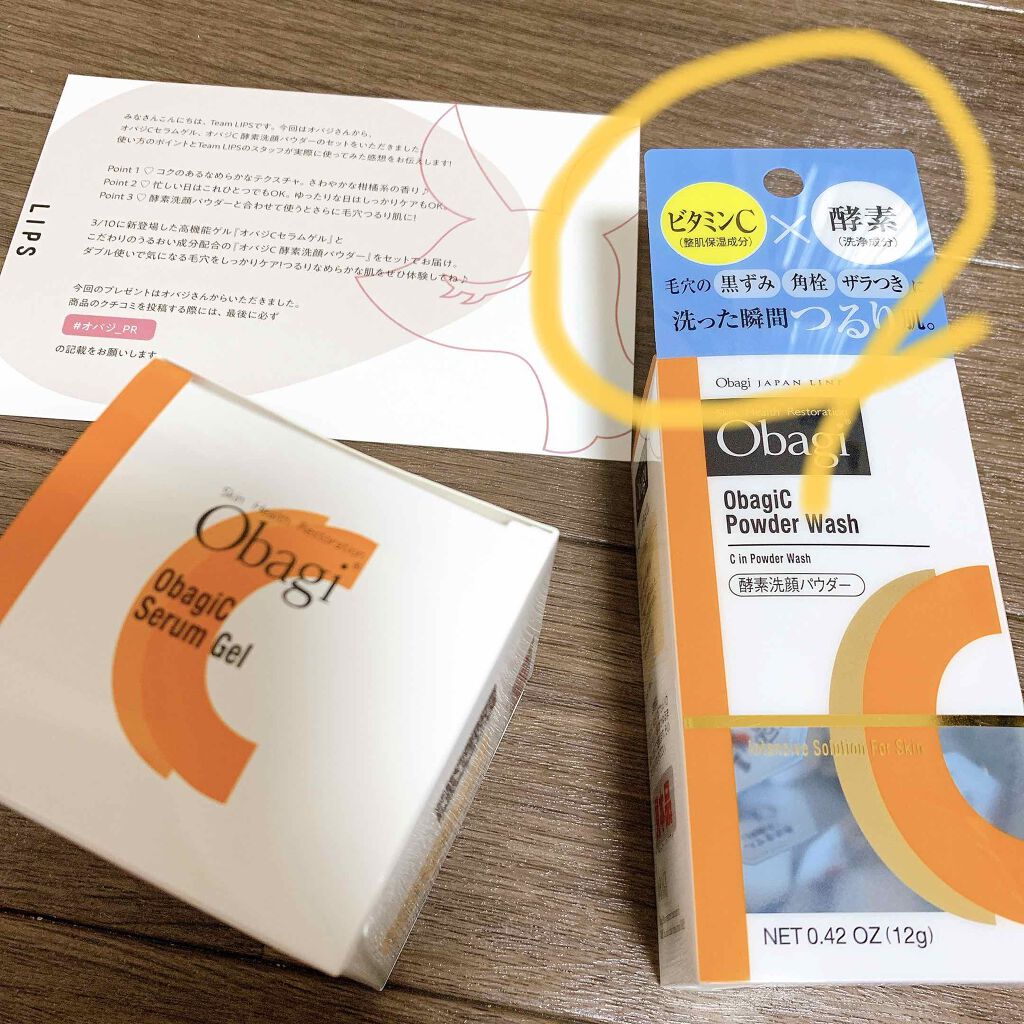 みなさんこんにちは、Team LIPSです。今回はオバジさんから、
オバジCセラムゲル、オバジC 酵素洗顔パウダーのセットをいただきました
使い方のポイントとTeam LIPSのスタッフが実際に使ってみた感想をお伝えします!
Point 1 ♡ コクのあるなめらかなテクスチャ。さわやかな柑橘系の香り♪
Point 2 ♡ 忙しい日はこれひとつでもOK。ゆったりな日はしっかりケアもOK。
Point 3 ♡ 酵素洗顔パウダーと合わせて使うとさらに毛穴つるり肌に!
3/10に新登場した高機能ゲル『オバジCセラムゲル』と
こだわりのうるおい成分配合の『オバジC 酵素洗顔パウダー』をセットでお届け。
ダブル使いで気になる毛穴をしっかりケア!つるりなめらかな肌をぜひ体験してね♪
今回のプレゼントはオバジさんからいただきました。
商品のクチコミを投稿する際には、最後に必ず
#オバジ_PR
の記載をお願いします
LIPS
ビタミンC
(整肌保湿成分)
×
酵素
(洗浄成分)
毛穴の 黒ずみ 角栓 ザラつき に
洗った瞬間つるり肌。
Obagi JAPAN LINE
Skin Health Restoration
Obagi
ObagiC
Powder Wash
C in Powder Wash
酵素洗顔パウダー
Intensive Solution For Skin
NET 0.42 OZ (12g)
Skin Health Restoration
Obagi®
ObagiC
Serum Gel